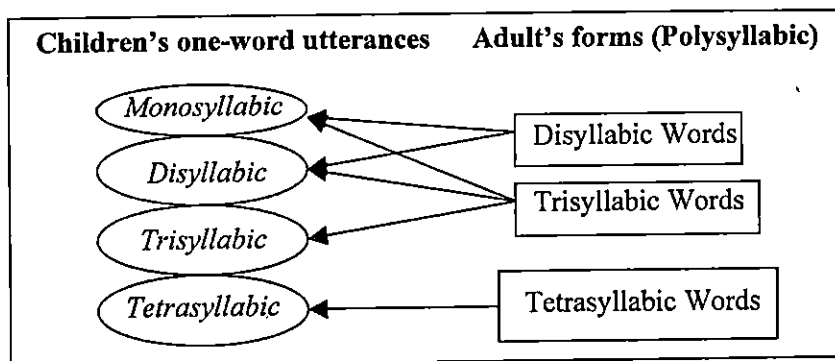 Children's one-word utterances Adult's forms (Polysyllabic)
Monosyllabic
Disyllabic Words
Disyllabic
Trisyllabic Words
Trisyllabic
Tetrasyllabic Words
Tetrasyllabic